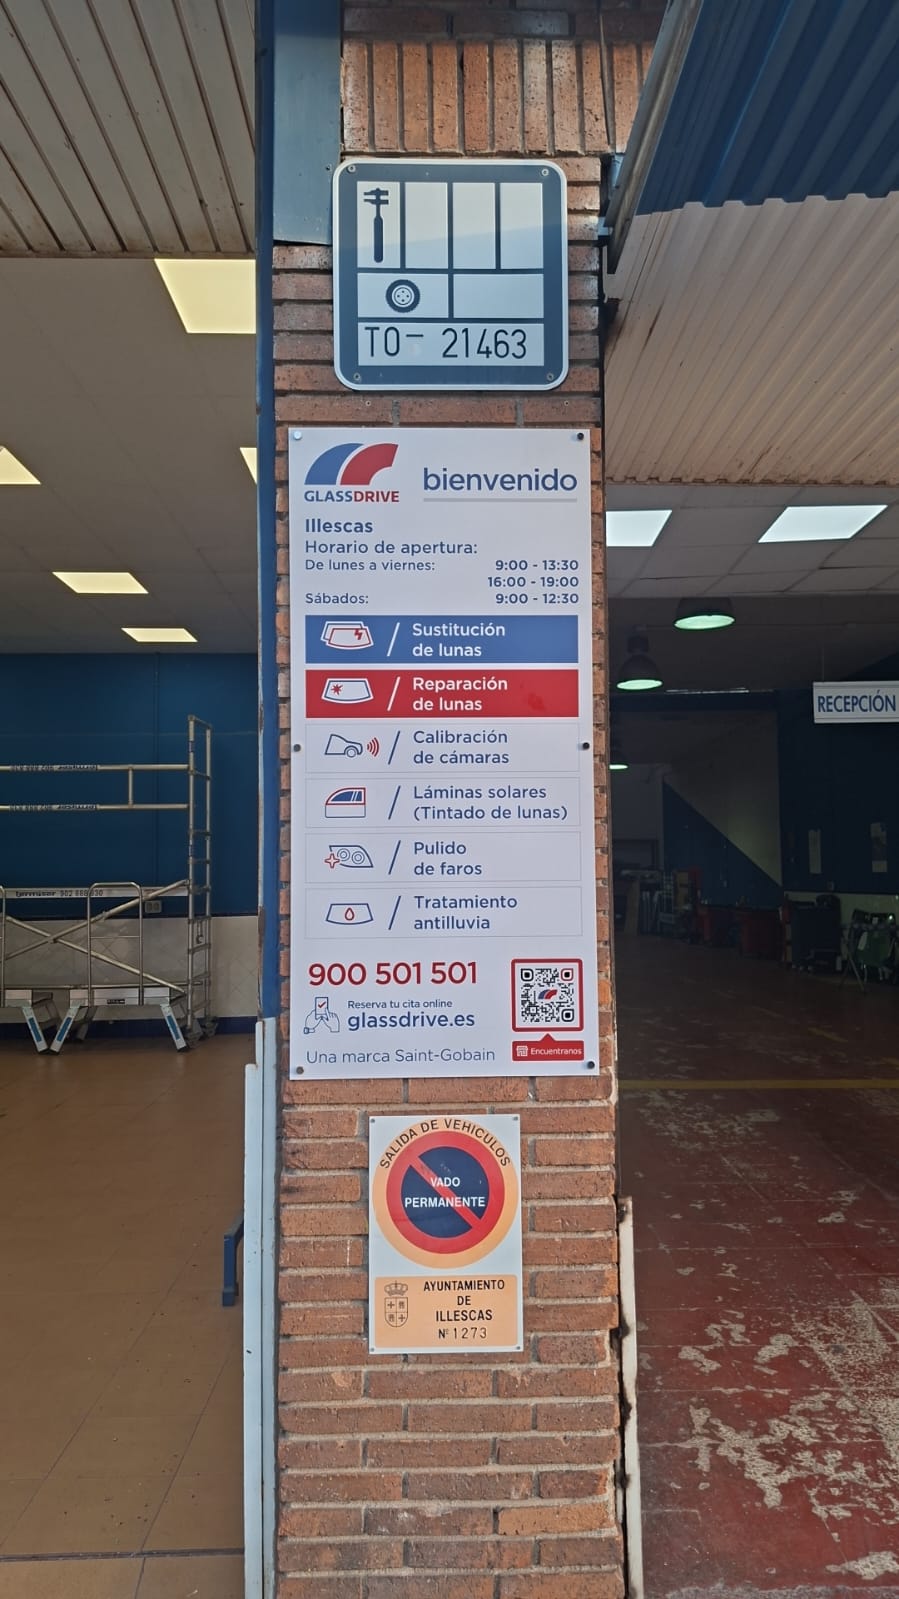 TO- 21463
GLASSDRIVE
bienvenido
Illescas
Horario de apertura:
De lunes a viernes: 9:00 - 13:30
16:00 - 19:00
Sábados: 9:00 - 12:30
Sustitución
de lunas
Reparación
de lunas
Calibración
de cámaras
Láminas solares
(Tintado de lunas)
Pulido
de faros
Tratamiento
antilluvia
900 501 501
Reserva tu cita online
glassdrive.es
Una marca Saint-Gobain
Encuentranos
SALIDA DE VEHICULOS
VADO
PERMANENTE
AYUNTAMIENTO
DE
ILLESCAS
Nº 1273
RECEPCIÓN